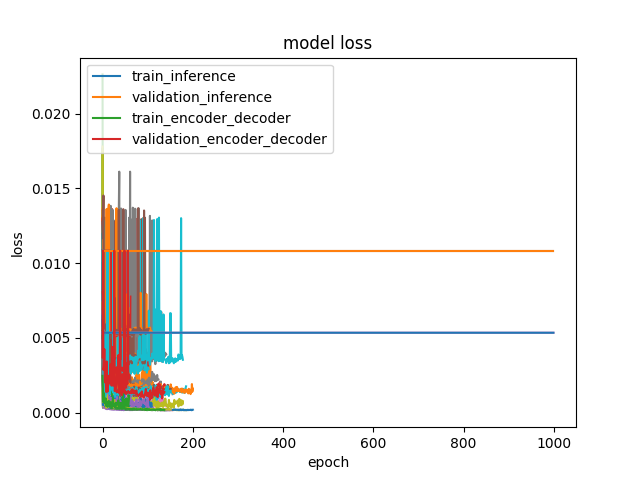 model loss
train_inference
validation_inference
train_encoder_decoder
validation_encoder_decoder
loss
0.020
0.015
0.010
0.005
0.000
0 200 400 600 800 1000
epoch